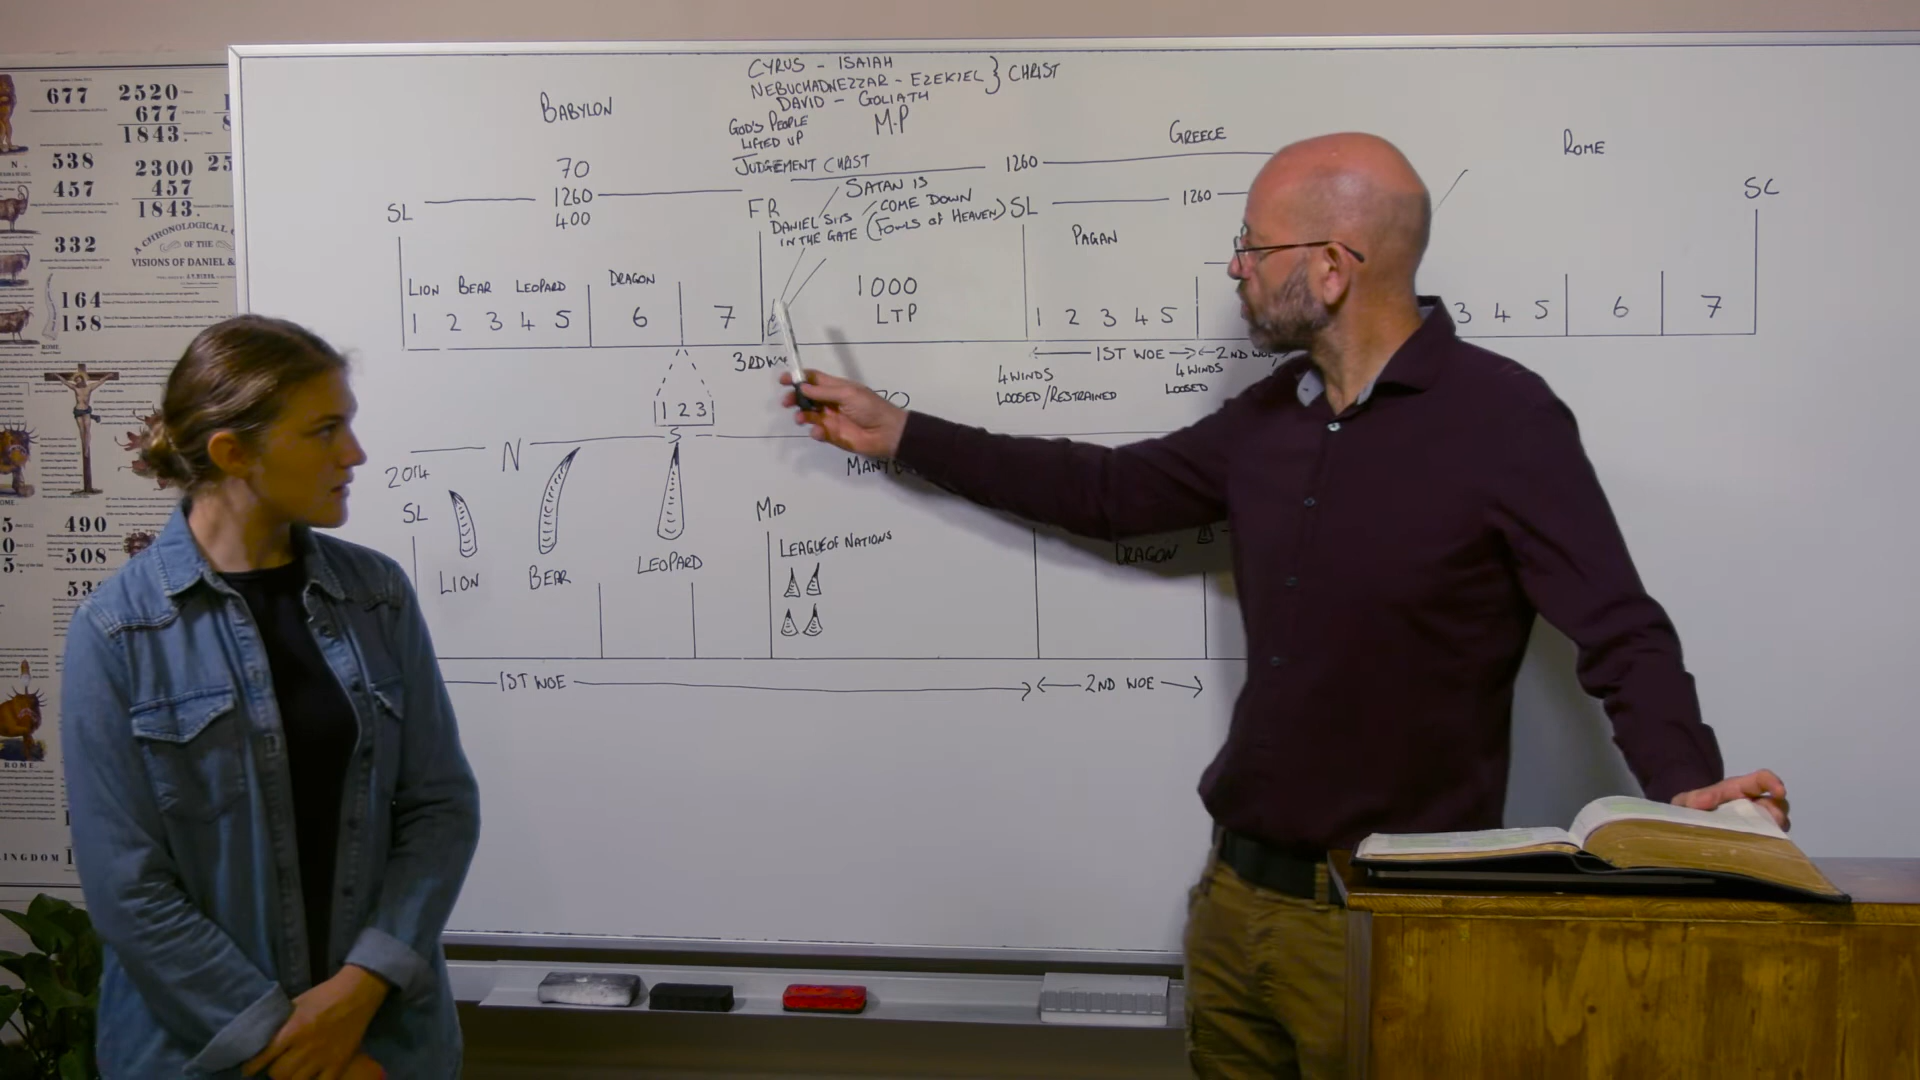 CYRUS - ISAIAH
NEBUCHADNEZZAR - EZEKIEL } CHRIST
DAVID - GOLIATH
BABYLON
GOD'S PEOPLE
LIFTED UP
M.P
GREECE
ROME
JUDGEMENT
1260
70
1260
400
SL
FR
SATAN IS
COME DOWN
(FOWLS OF HEAVEN)
DANIEL SITS
IN THE GATE
SL
1260
SC
PAGAN
LION BEAR LEOPARD
DRAGON
1 2 3 4 5
6
7
1000
LTP
1 2 3 4 5
3 4 5
6
7
3RD
1ST WOE
2ND WOE
4 WINDS
LOOSED/RESTRAINED
4 WINDS
LOOSED
1 2 3
S
N
2014
SL
MANY
MID
LEAGUE OF NATIONS
LION
BEAR
LEOPARD
DRAGON
1ST WOE
2ND WOE
677
2520
677
1843.
538
457
2300
457
1843.
25
A CHRONOLOGICAL
OF THE
VISIONS OF DANIEL &
332
164
158
ROME.
490
508
ROME.
KINGDOM